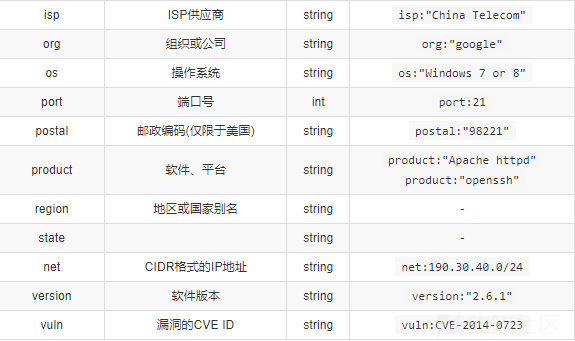 isp ISP供应商 string isp:"China Telecom"
org 组织或公司 string org:"google"
os 操作系统 string os:"Windows 7 or 8"
port 端口号 int port:21
postal 邮政编码(仅限于美国) string postal:"98221"
product 软件、平台 string product:"Apache httpd"
product:"openssh"
region 地区或国家别名 string -
state string -
net CIDR格式的IP地址 string net:190.30.40.0/24
version 软件版本 string version:"2.6.1"
vuln 漏洞的CVE ID string vuln:CVE-2014-0723